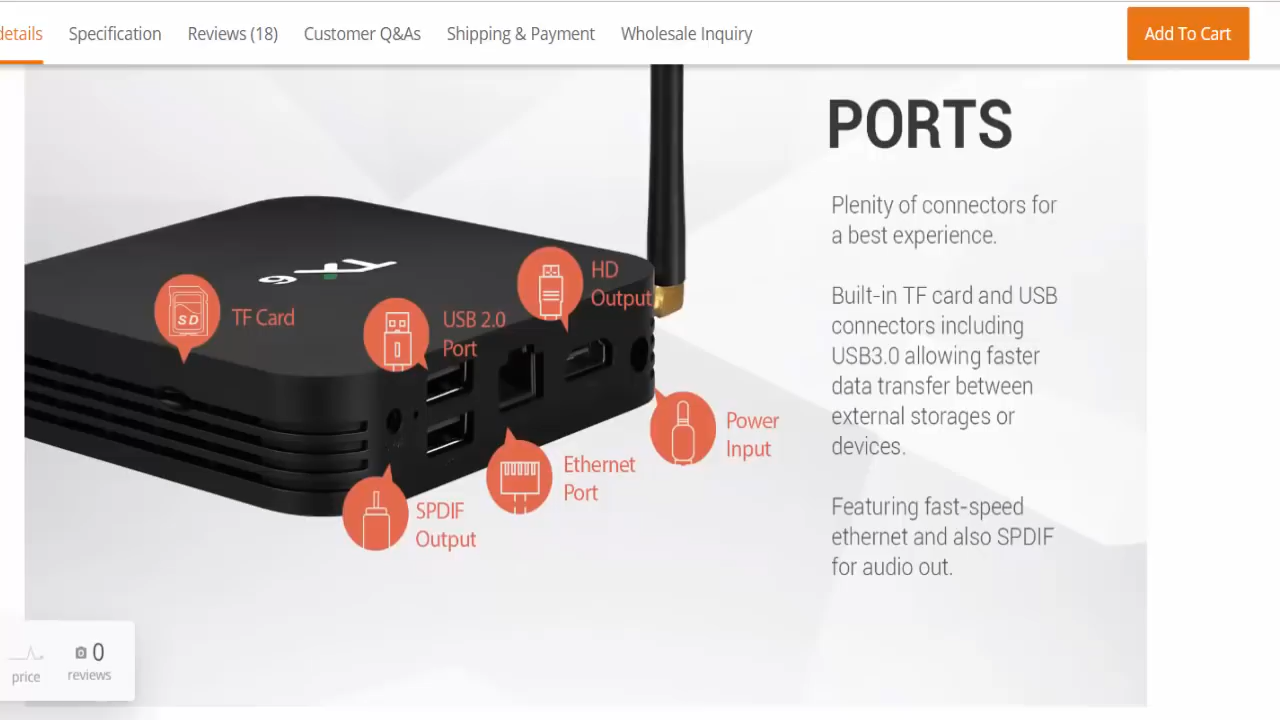 details Specification Reviews (18) Customer Q&As Shipping & Payment Wholesale Inquiry Add To Cart
PORTS
Plenity of connectors for
a best experience.
Built-in TF card and USB
connectors including
USB3.0 allowing faster
data transfer between
external storages or
devices.
Featuring fast-speed
ethernet and also SPDIF
for audio out.
TX6
SD
TF Card
USB 2.0
Port
HD
Output
Power
Input
Ethernet
Port
SPDIF
Output
0
price
reviews